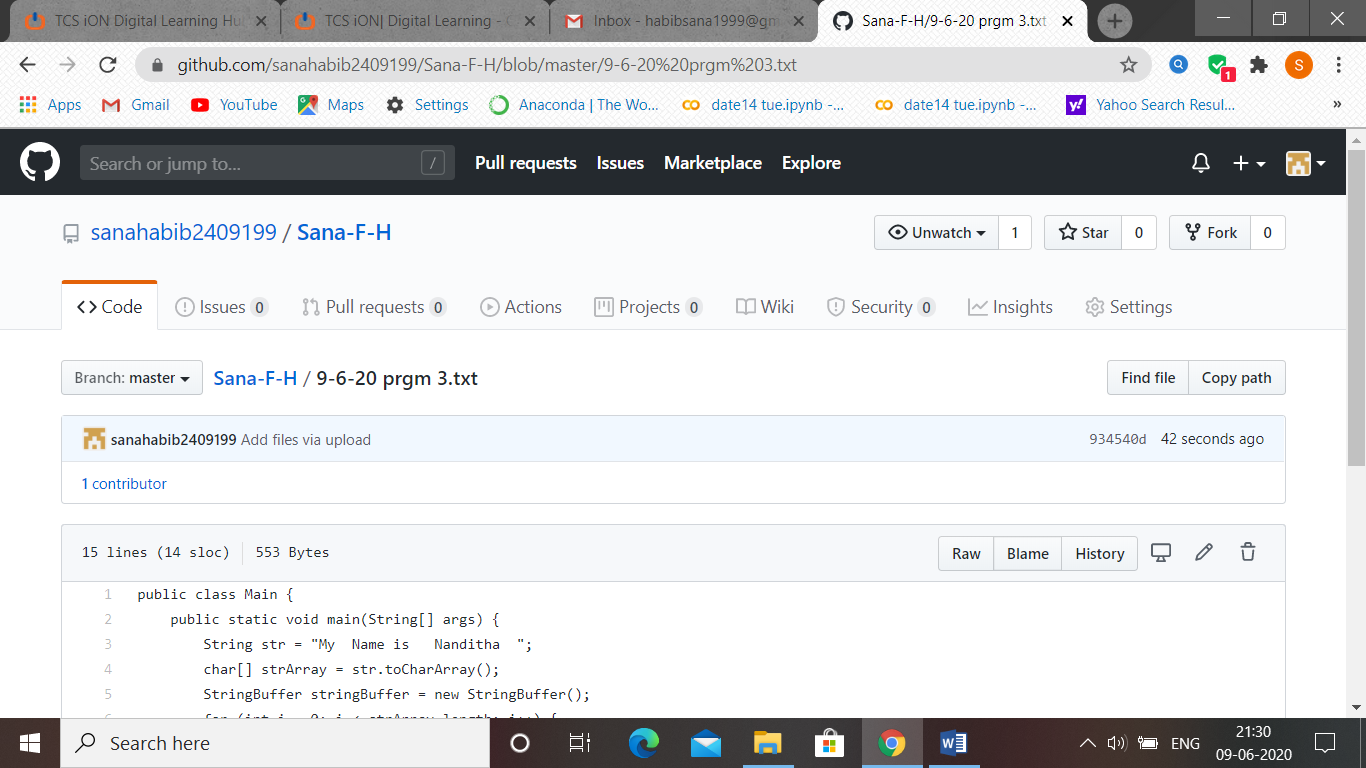 TCS iON Digital Learning Hu
TCS iON| Digital Learning -
Inbox - habibsana1999@gm
Sana-F-H/9-6-20 prgm 3.txt
github.com/sanahabib2409199/Sana-F-H/blob/master/9-6-20%20prgm%203.txt
1
S
Apps
Gmail
YouTube
Maps
Settings
Anaconda | The Wo...
date14 tue.ipynb -...
date14 tue.ipynb -...
y!
Yahoo Search Resul...
»
Search or jump to...
/
Pull requests
Issues
Marketplace
Explore
sanahabib2409199 / Sana-F-H
Unwatch
1
Star
0
Fork
0
Code
Issues 0
Pull requests 0
Actions
Projects 0
Wiki
Security 0
Insights
Settings
Branch: master
Sana-F-H / 9-6-20 prgm 3.txt
Find file
Copy path
sanahabib2409199 Add files via upload
934540d 42 seconds ago
1 contributor
15 lines (14 sloc)
553 Bytes
Raw
Blame
History
1 public class Main {
2 public static void main(String[] args) {
3 String str = "My  Name is   Nanditha  ";
4 char[] strArray = str.toCharArray();
5 StringBuffer stringBuffer = new StringBuffer();
Search here
W
ENG
21:30
09-06-2020